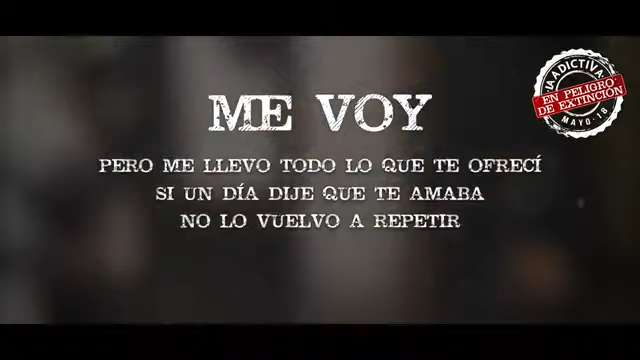 ME VOY
PERO ME LLEVO TODO LO QUE TE OFRECÍ
SI UN DÍA DIJE QUE TE AMABA
NO LO VUELVO A REPETIR
LA ADICTIVA
EN PELIGRO
DE EXTINCIÓN
MAYO-18